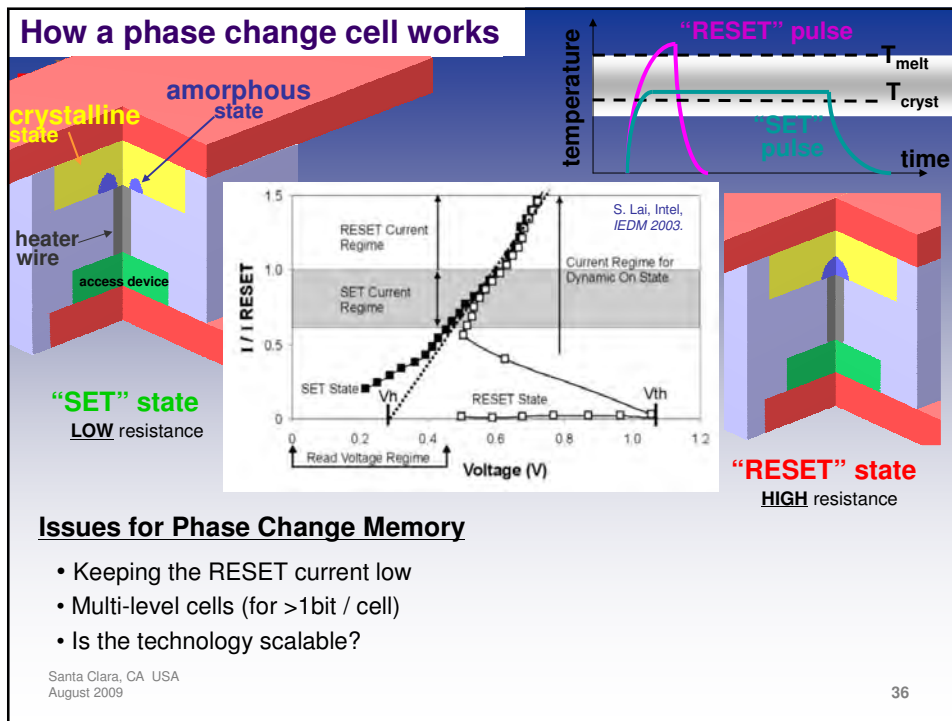 How a phase change cell works
"RESET" pulse
temperature
Tmelt
Tcryst
"SET"
pulse
time
crystalline
state
amorphous
state
heater
wire
access device
S. Lai, Intel,
IEDM 2003.
I / I RESET
1.5
1.0
0.5
0
RESET Current
Regime
SET Current
Regime
Current Regime for
Dynamic On State
SET State
Vh
RESET State
Vth
0
0.2
0.4
0.6
0.8
1.0
1.2
Read Voltage Regime
Voltage (V)
"SET" state
LOW resistance
"RESET" state
HIGH resistance
Issues for Phase Change Memory
• Keeping the RESET current low
• Multi-level cells (for >1bit / cell)
• Is the technology scalable?
Santa Clara, CA USA
August 2009
36